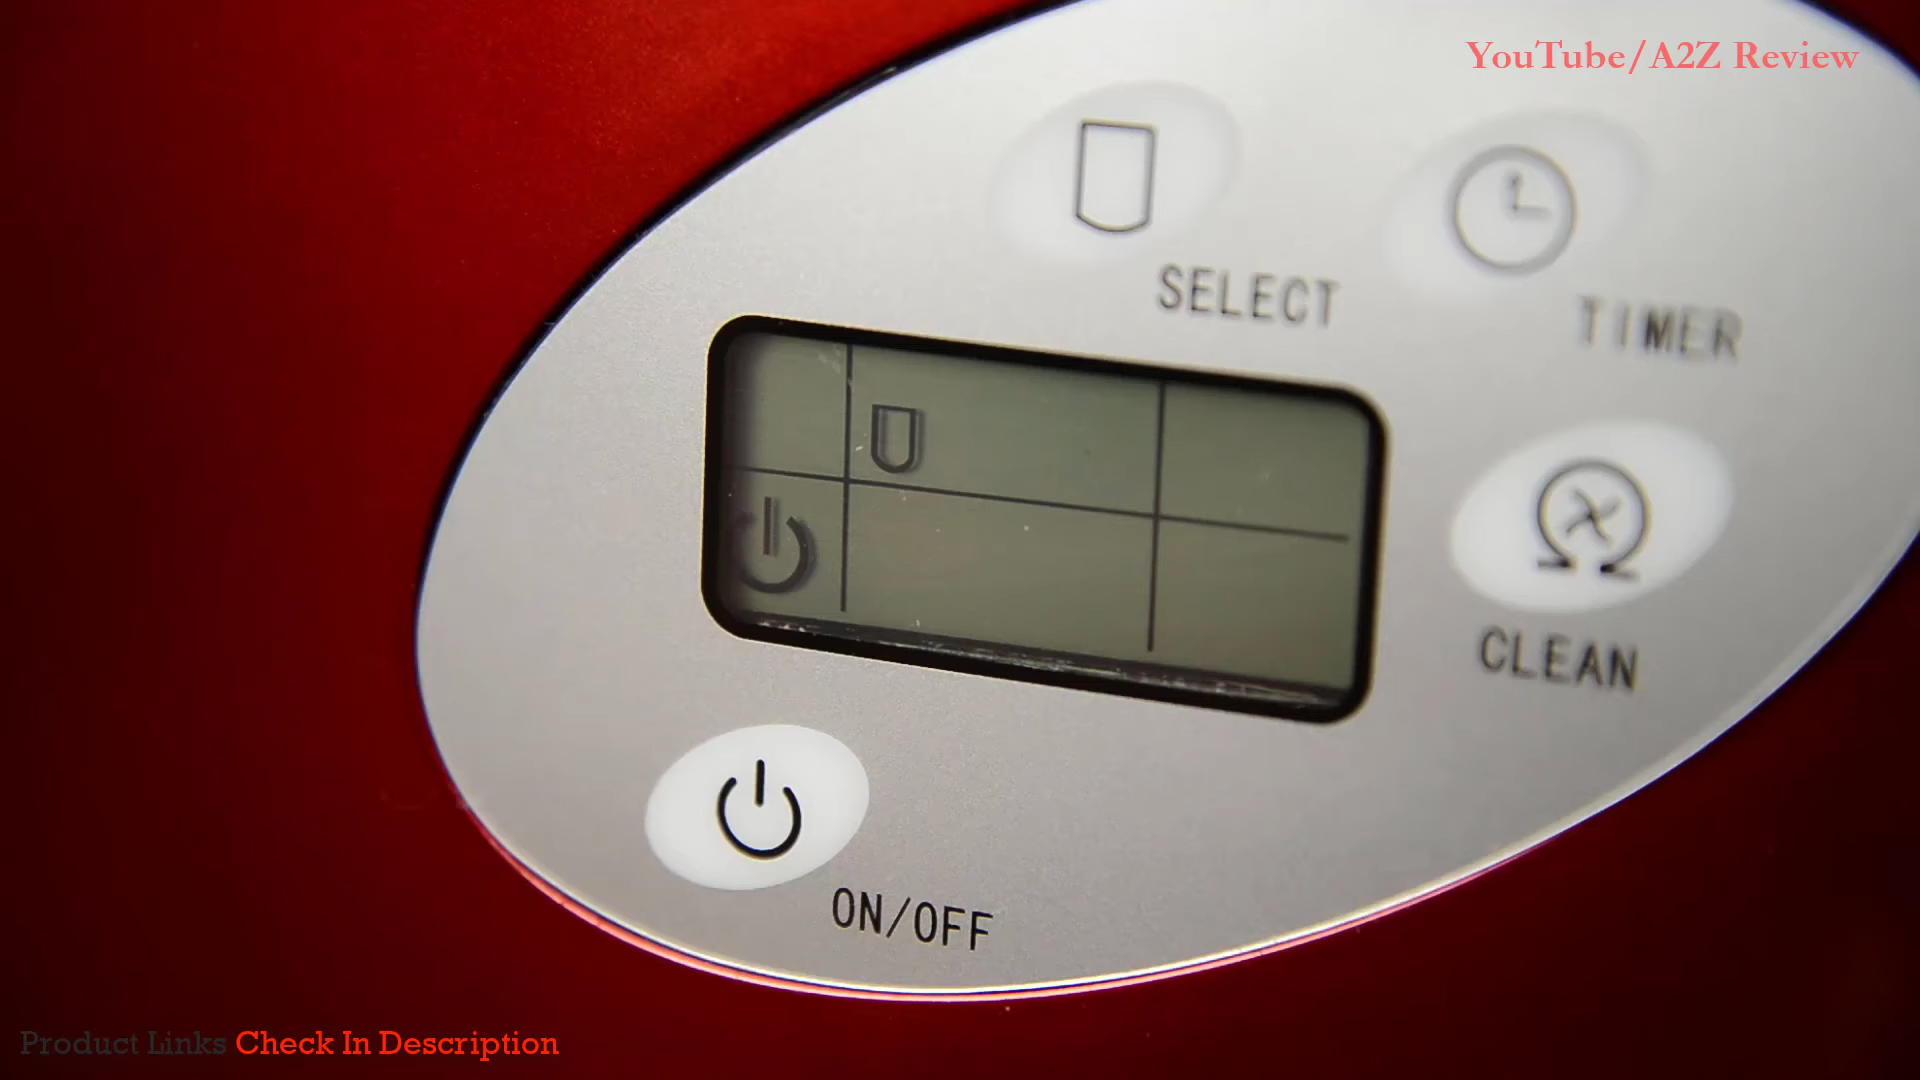 YouTube/A2Z Review
SELECT
TIMER
CLEAN
ON/OFF
Product Links Check In Description